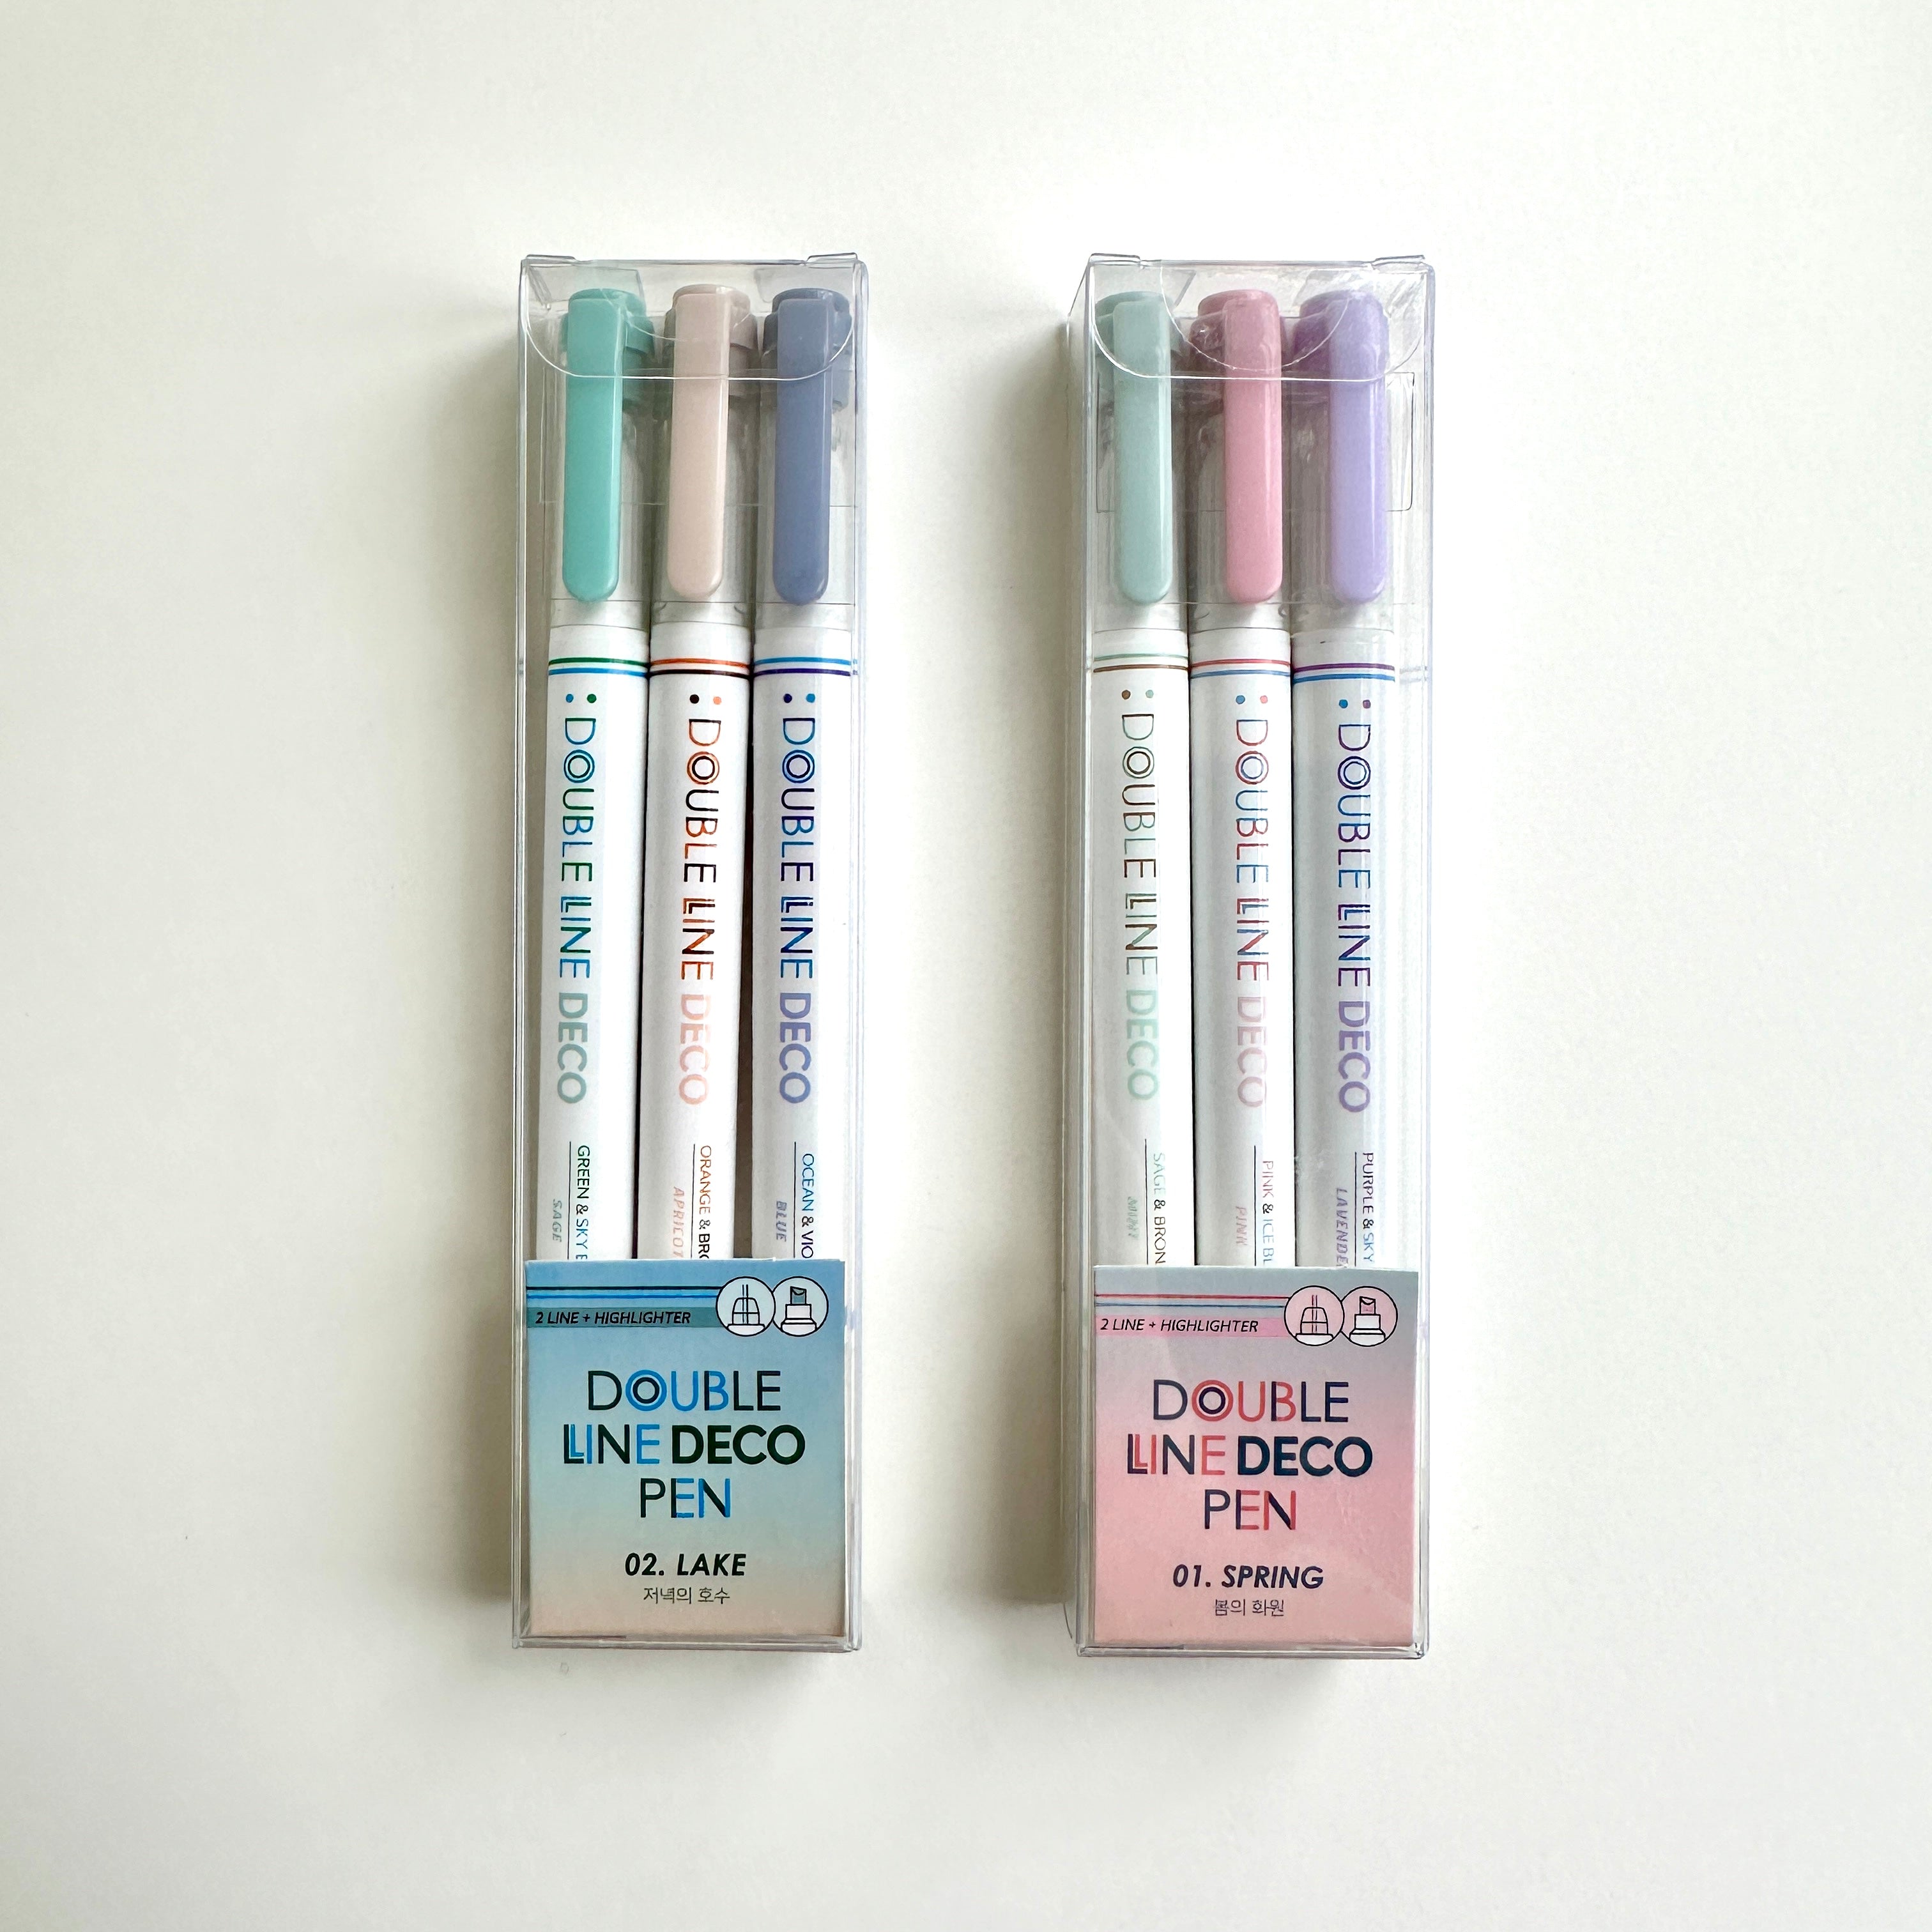 DOUBLE LINE DECO
GREEN & SKY
SAGE
DOUBLE LINE DECO
ORANGE &
APRICOT
DOUBLE LINE DECO
OCEAN &
BLUE
2 LINE + HIGHLIGHTER
DOUBLE
LINE DECO
PEN
02. LAKE
저녁의 호수
DOUBLE LINE DECO
SAGE & BRON
MINT
DOUBLE LINE DECO
PINK & ICE
PINK
DOUBLE LINE DECO
PURPLE & SKY
LAVENDE
2 LINE + HIGHLIGHTER
DOUBLE
LINE DECO
PEN
01. SPRING
봄의 화원